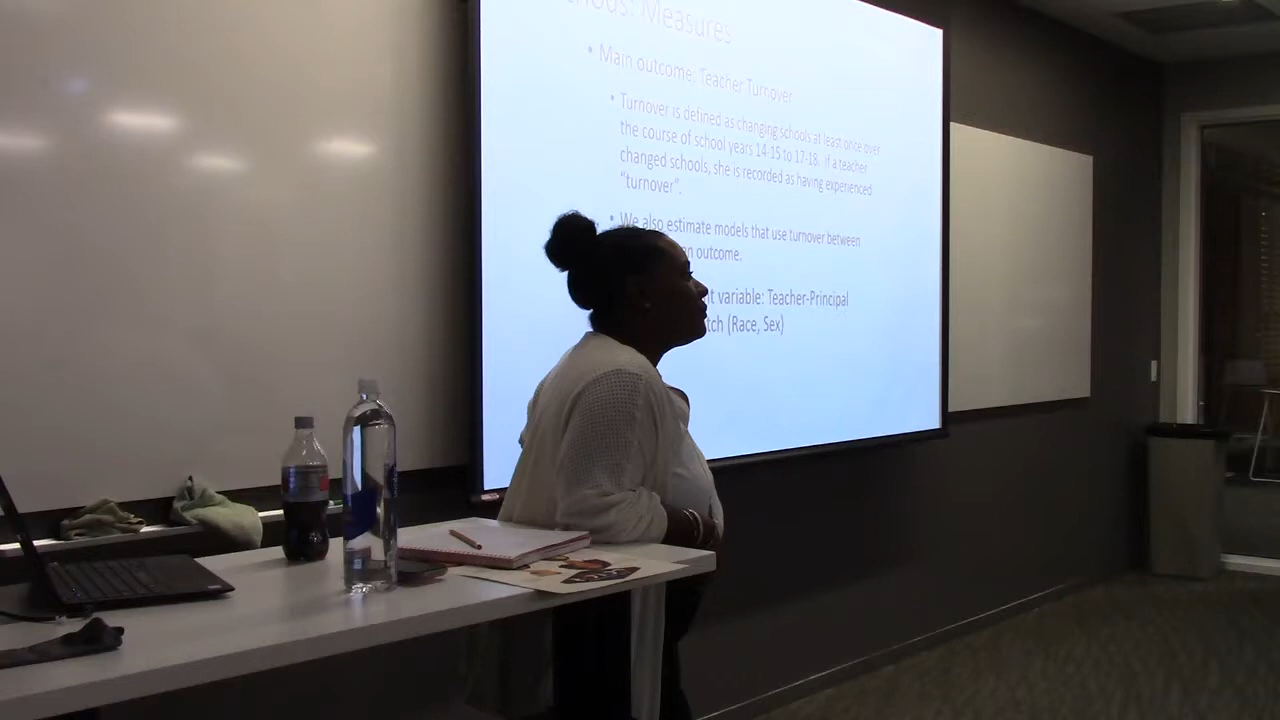 Measures
• Main outcome: Teacher Turnover
• Turnover is defined as changing schools at least once over
the course of school years 14-15 to 17-18. If a teacher
changed schools, she is recorded as having experienced
"turnover".
• We also estimate models that use turnover between
outcome.
variable: Teacher-Principal
(Race, Sex)